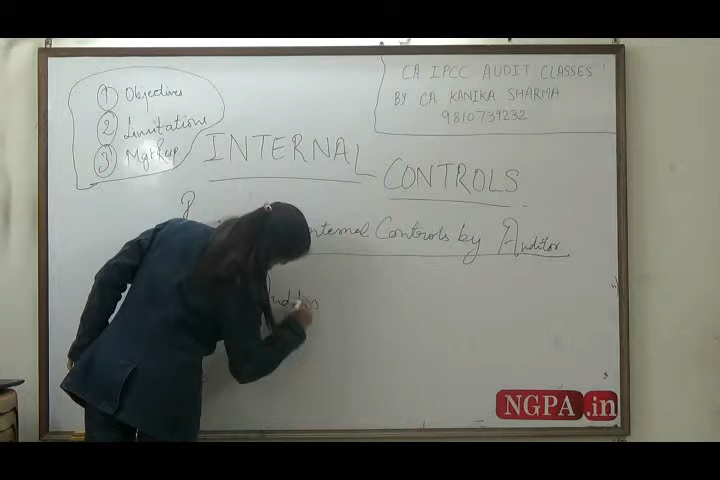 CA IPCC AUDIT CLASSES
BY CA KANIKA SHARMA
9810739232
① Objectives
② Limitations
③ Mgt Resp
INTERNAL CONTROLS
Internal Controls by Auditor
NGPA.in